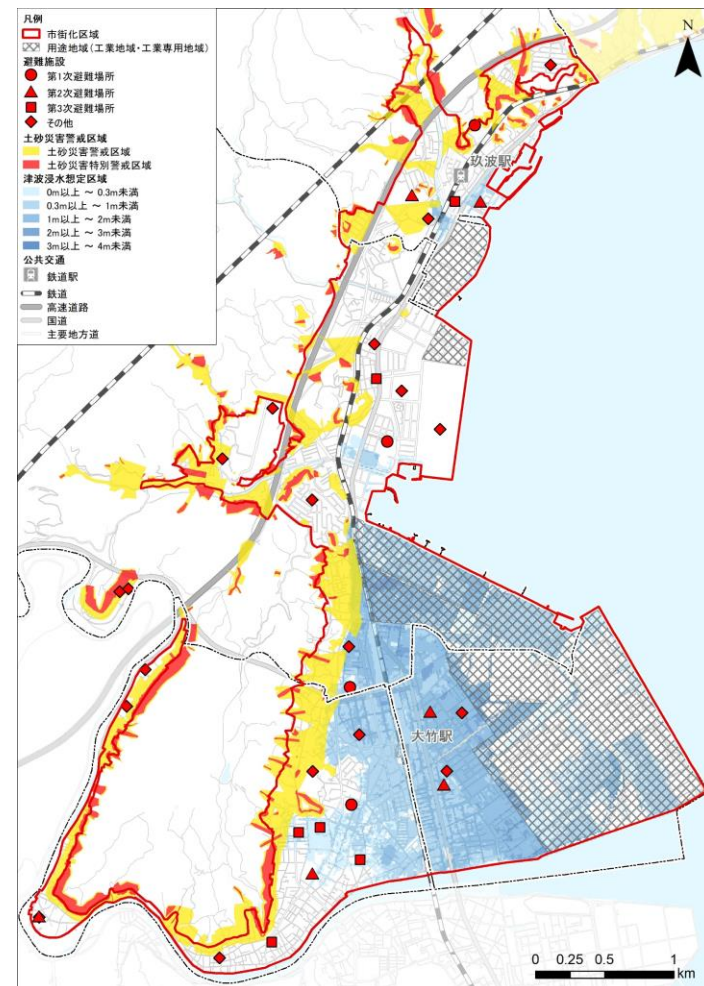 凡例
市街化区域
用途地域(工業地域・工業専用地域)
避難施設
第1次避難場所
第2次避難場所
第3次避難場所
その他
土砂災害警戒区域
土砂災害警戒区域
土砂災害特別警戒区域
津波浸水想定区域
0m以上 ~ 0.3m未満
0.3m以上 ~ 1m未満
1m以上 ~ 2m未満
2m以上 ~ 3m未満
3m以上 ~ 4m未満
公共交通
鉄道駅
鉄道
高速道路
国道
主要地方道
N
玖波駅
大竹駅
0 0.25 0.5 1
km